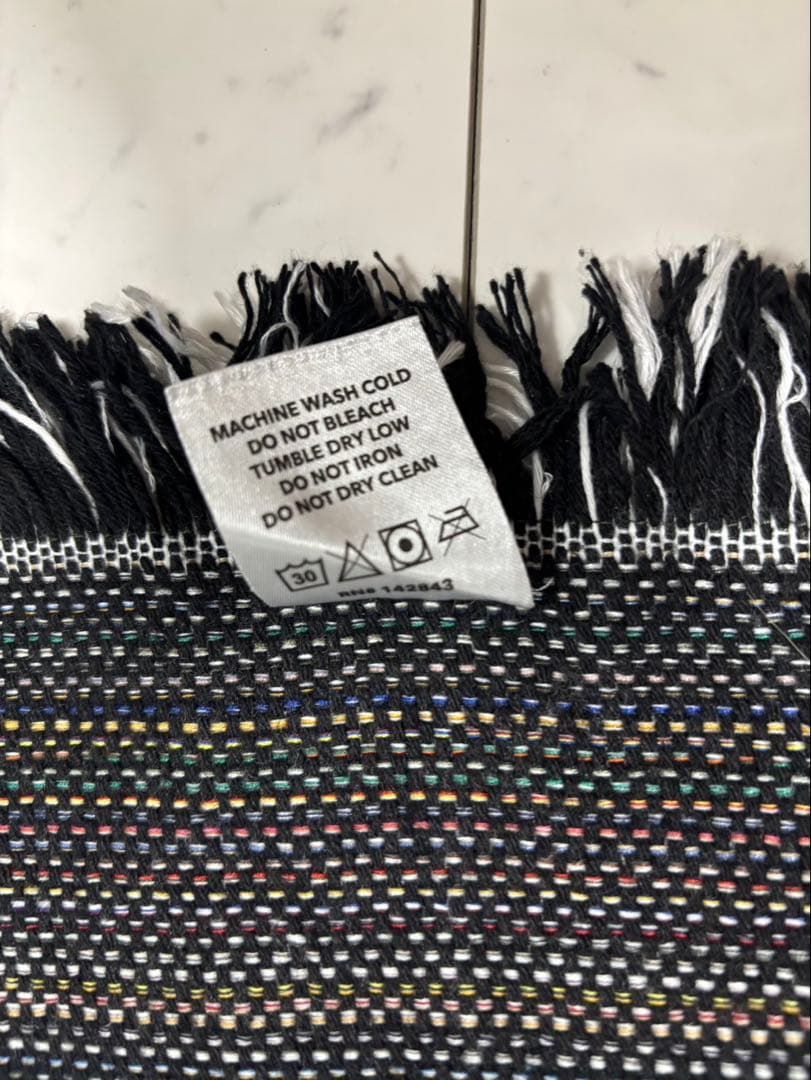 MACHINE WASH COLD
DO NOT BLEACH
TUMBLE DRY LOW
DO NOT IRON
DO NOT DRY CLEAN
30
RN# 142843